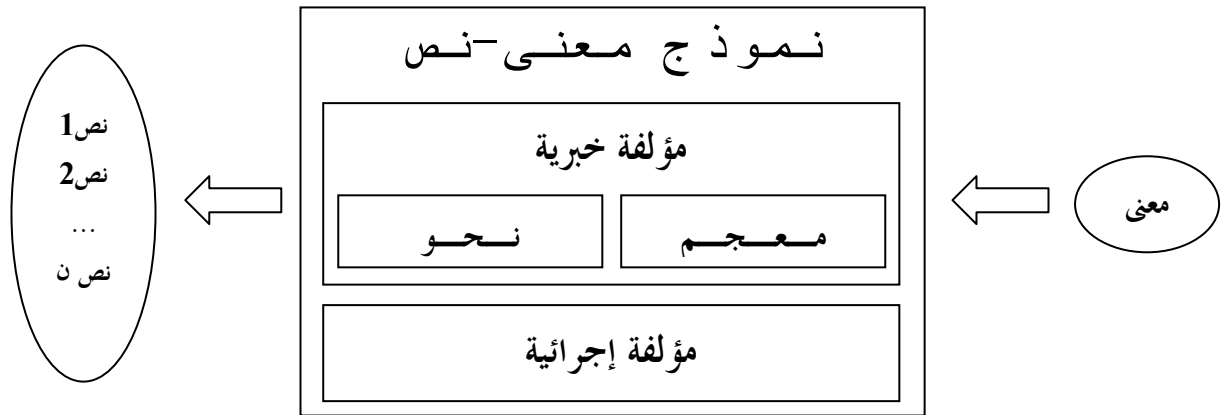 نموذج معنى-نص
معنى
مؤلفة خبرية
معجم
نحو
مؤلفة إجرائية
نص1
نص2
...
نص ن